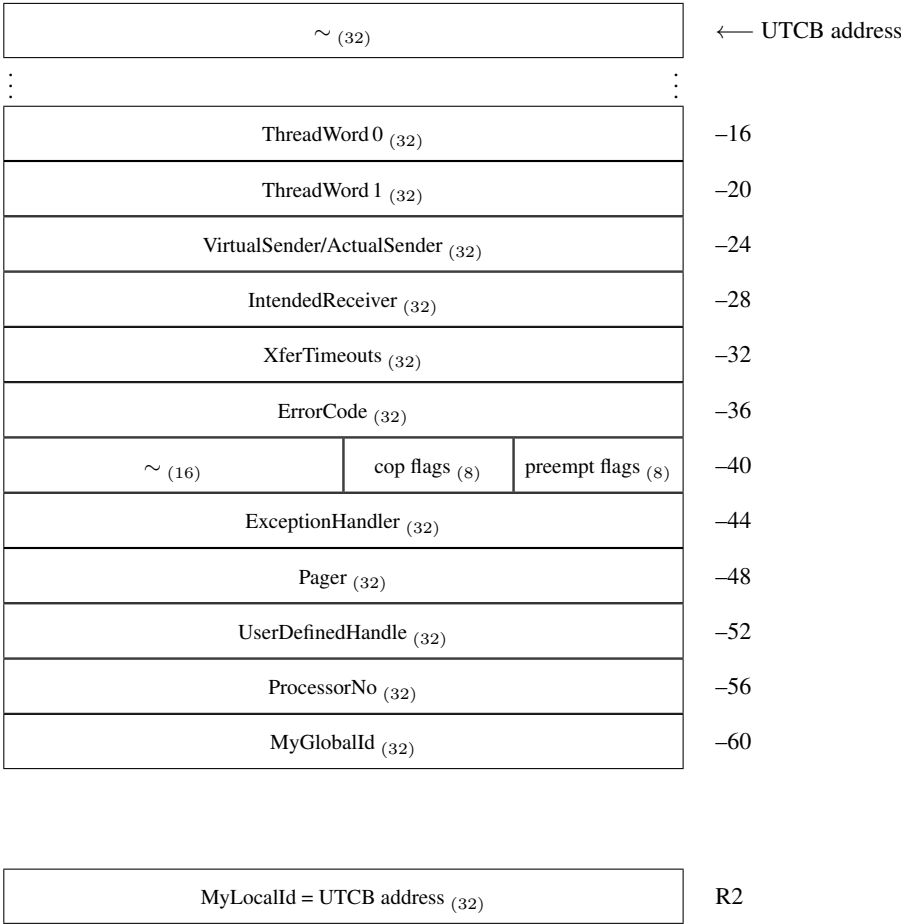 ~ (32) ⟵ UTCB address
⋮ ⋮
ThreadWord 0 (32) –16
ThreadWord 1 (32) –20
VirtualSender/ActualSender (32) –24
IntendedReceiver (32) –28
XferTimeouts (32) –32
ErrorCode (32) –36
~ (16) cop flags (8) preempt flags (8) –40
ExceptionHandler (32) –44
Pager (32) –48
UserDefinedHandle (32) –52
ProcessorNo (32) –56
MyGlobalId (32) –60
MyLocalId = UTCB address (32) R2